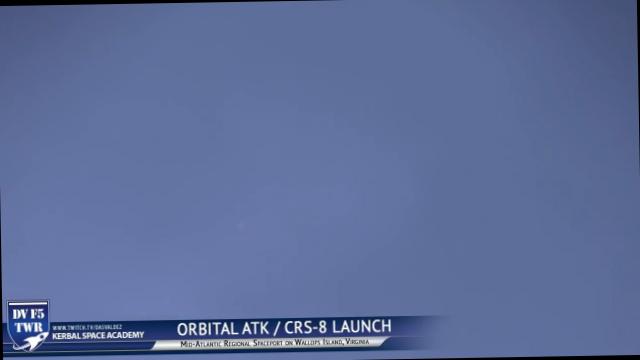 DV F5
TWR
WWW.TWITCH.TV/DASVALDEZ
KERBAL SPACE ACADEMY
ORBITAL ATK / CRS-8 LAUNCH
MID-ATLANTIC REGIONAL SPACEPORT ON WALLOPS ISLAND, VIRGINIA